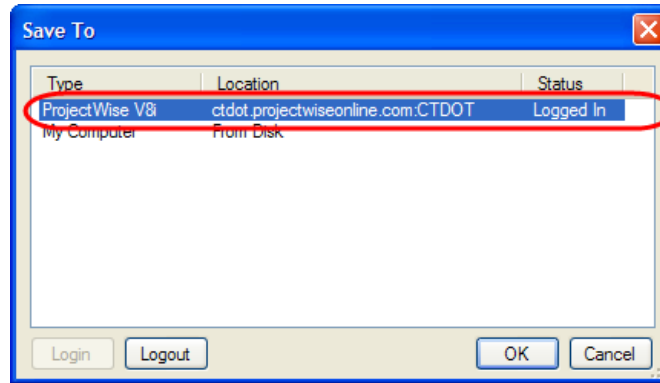 Save To
Type Location Status
ProjectWise V8i ctdot.projectwiseonline.com:CTDOT Logged In
My Computer From Disk
Login Logout OK Cancel